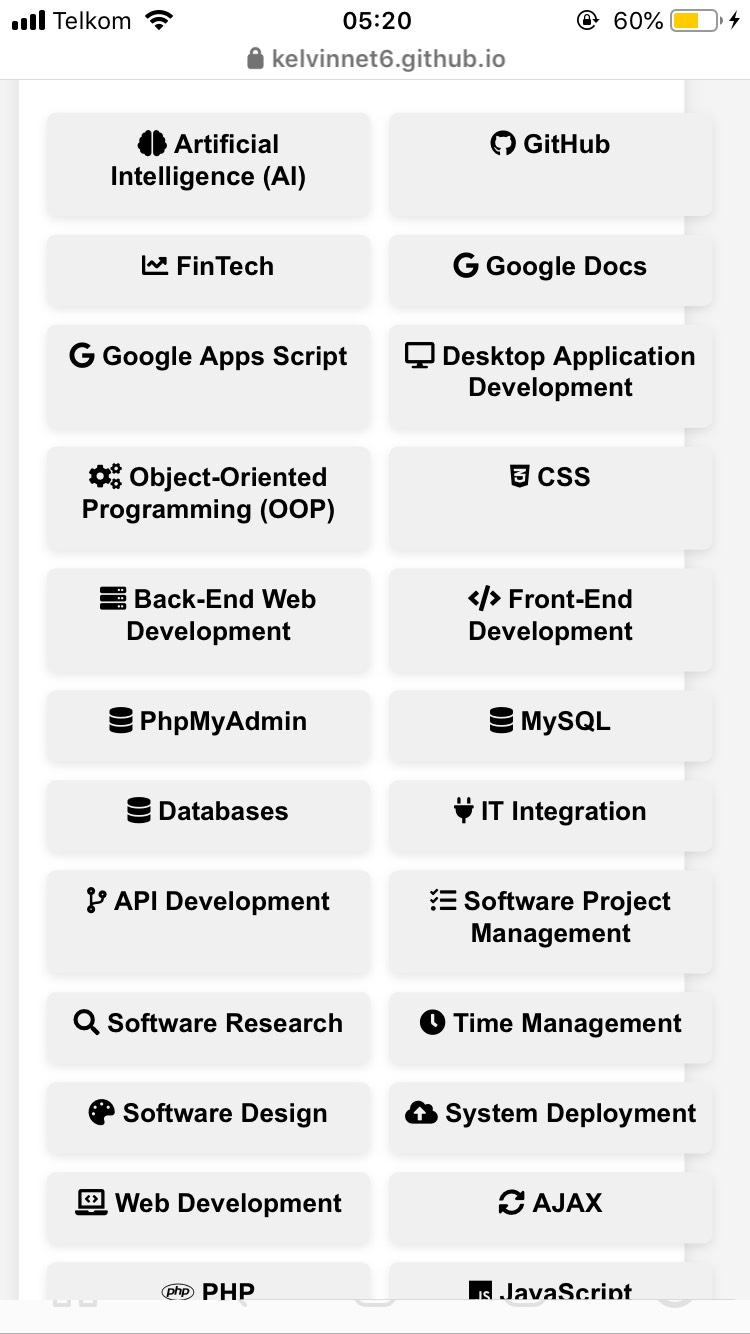 Telkom 05:20 60%
kelvinnet6.github.io
Artificial
Intelligence (AI)
GitHub
FinTech
Google Docs
Google Apps Script
Desktop Application
Development
Object-Oriented
Programming (OOP)
CSS
Back-End Web
Development
Front-End
Development
PhpMyAdmin
MySQL
Databases
IT Integration
API Development
Software Project
Management
Software Research
Time Management
Software Design
System Deployment
Web Development
AJAX
php PHP
JS JavaScript